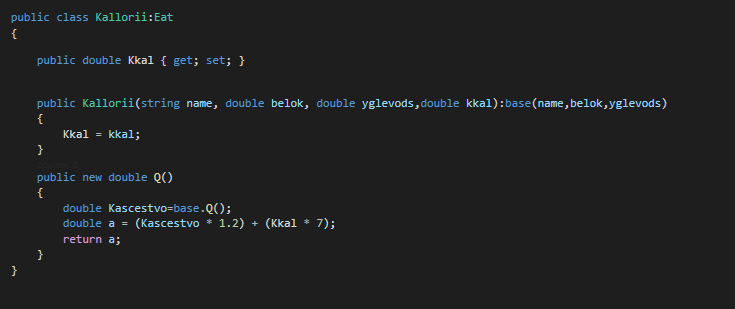 public class Kallorii:Eat
{
public double Kkal { get; set; }
public Kallorii(string name, double belok, double yglevods,double kkal):base(name,belok,yglevods)
{
Kkal = kkal;
}
public new double Q()
{
double Kascestvo=base.Q();
double a = (Kascestvo * 1.2) + (Kkal * 7);
return a;
}
}